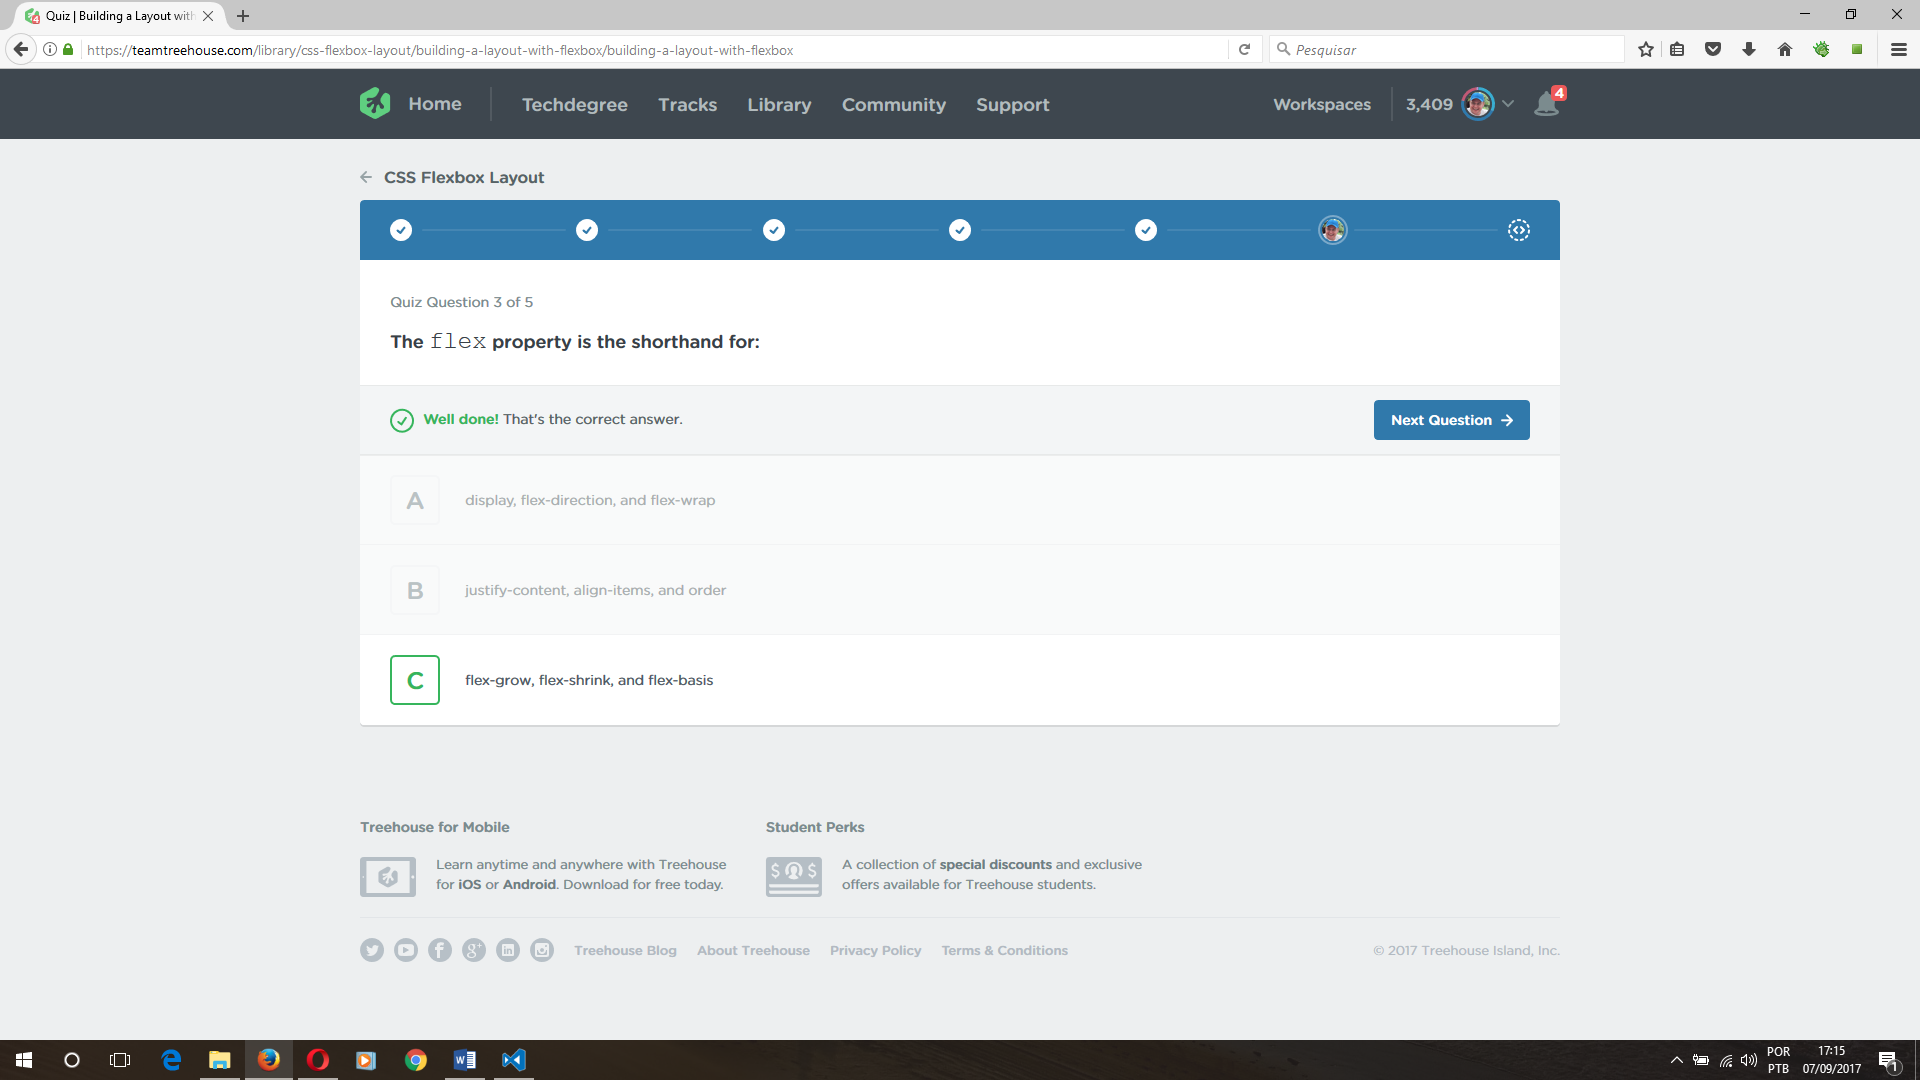 Quiz | Building a Layout with
https://teamtreehouse.com/library/css-flexbox-layout/building-a-layout-with-flexbox/building-a-layout-with-flexbox
Pesquisar
Home
Techdegree
Tracks
Library
Community
Support
Workspaces
3,409
4
CSS Flexbox Layout
Quiz Question 3 of 5
The flex property is the shorthand for:
Well done! That's the correct answer.
Next Question
A
display, flex-direction, and flex-wrap
B
justify-content, align-items, and order
C
flex-grow, flex-shrink, and flex-basis
Treehouse for Mobile
Learn anytime and anywhere with Treehouse
for iOS or Android. Download for free today.
Student Perks
A collection of special discounts and exclusive
offers available for Treehouse students.
Treehouse Blog
About Treehouse
Privacy Policy
Terms & Conditions
© 2017 Treehouse Island, Inc.
POR
PTB
17:15
07/09/2017
1